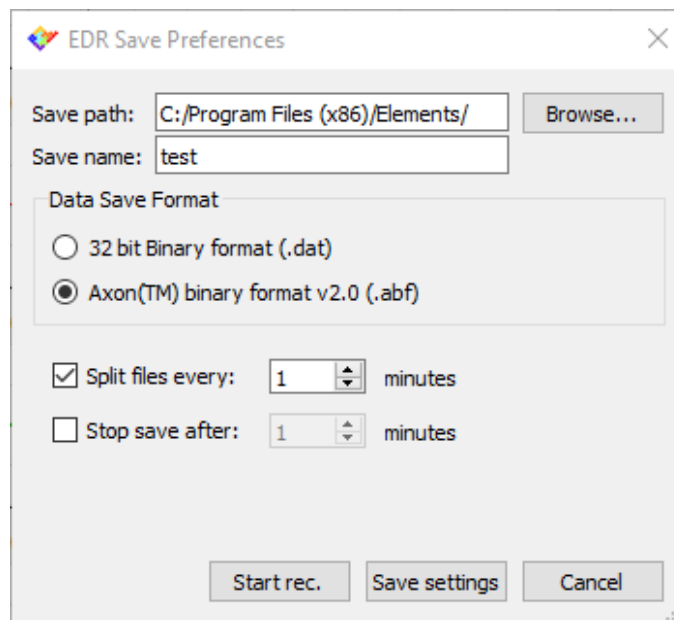 EDR Save Preferences
Save path: C:/Program Files (x86)/Elements/ Browse...
Save name: test
Data Save Format
32 bit Binary format (.dat)
Axon(TM) binary format v2.0 (.abf)
Split files every: 1 minutes
Stop save after: 1 minutes
Start rec. Save settings Cancel